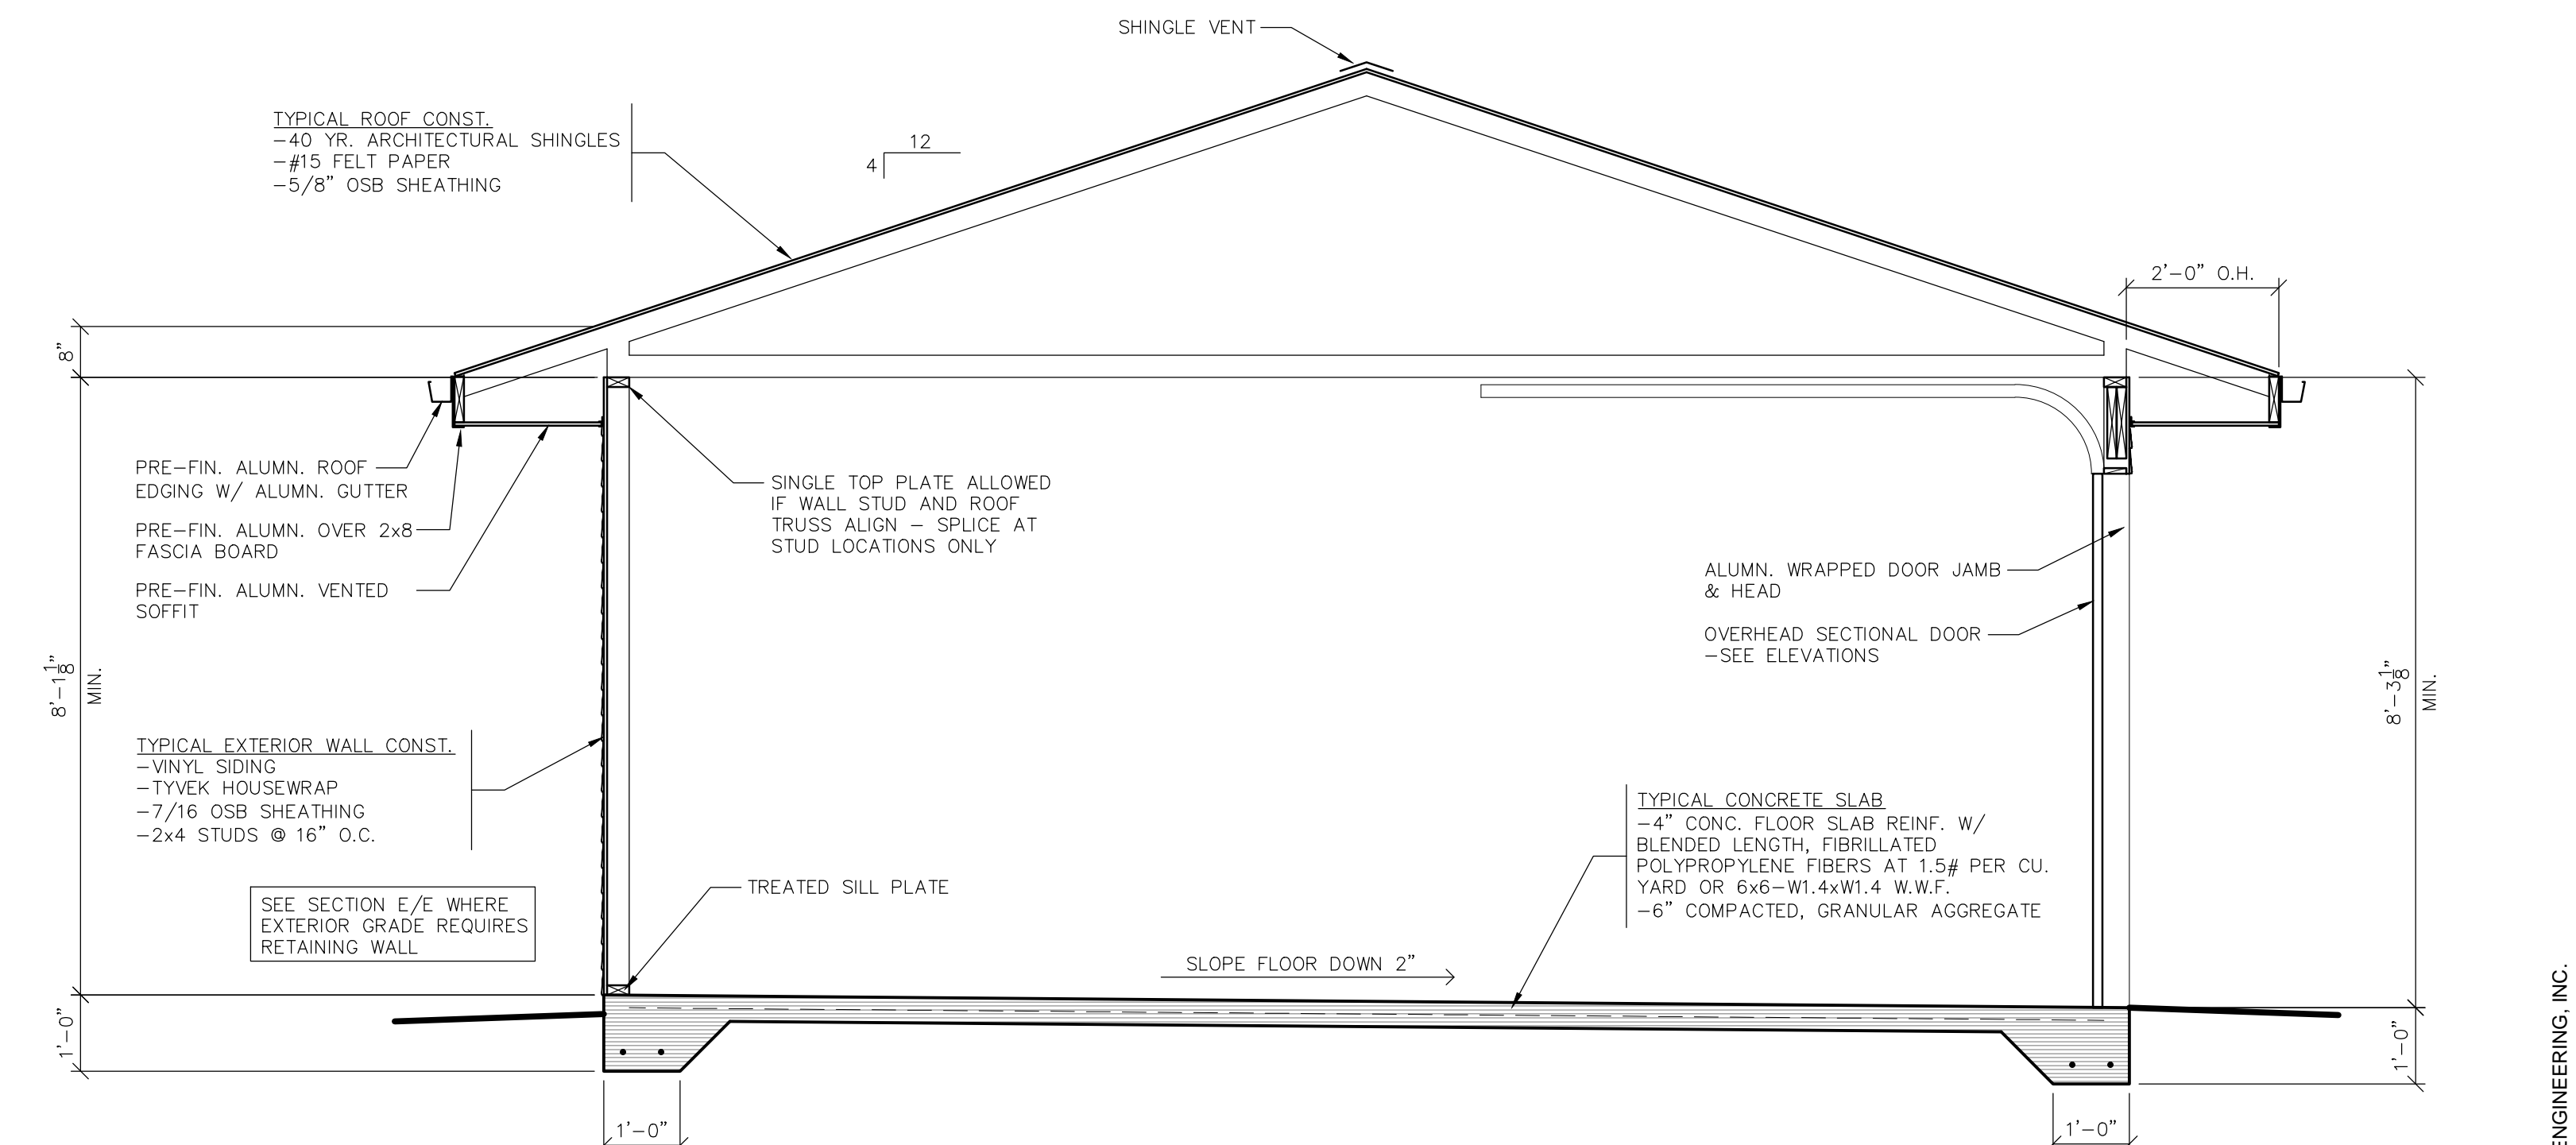 SHINGLE VENT
TYPICAL ROOF CONST.
-40 YR. ARCHITECTURAL SHINGLES
-#15 FELT PAPER
-5/8" OSB SHEATHING
12
4
2'-0" O.H.
8"
PRE-FIN. ALUMN. ROOF
EDGING W/ ALUMN. GUTTER
PRE-FIN. ALUMN. OVER 2x8
FASCIA BOARD
PRE-FIN. ALUMN. VENTED
SOFFIT
SINGLE TOP PLATE ALLOWED
IF WALL STUD AND ROOF
TRUSS ALIGN - SPLICE AT
STUD LOCATIONS ONLY
ALUMN. WRAPPED DOOR JAMB
& HEAD
OVERHEAD SECTIONAL DOOR
-SEE ELEVATIONS
8'-1 1/8"
MIN.
8'-3 1/8"
MIN.
TYPICAL EXTERIOR WALL CONST.
-VINYL SIDING
-TYVEK HOUSEWRAP
-7/16 OSB SHEATHING
-2x4 STUDS @ 16" O.C.
TYPICAL CONCRETE SLAB
-4" CONC. FLOOR SLAB REINF. W/
BLENDED LENGTH, FIBRILLATED
POLYPROPYLENE FIBERS AT 1.5# PER CU.
YARD OR 6x6-W1.4xW1.4 W.W.F.
-6" COMPACTED, GRANULAR AGGREGATE
TREATED SILL PLATE
SEE SECTION E/E WHERE
EXTERIOR GRADE REQUIRES
RETAINING WALL
SLOPE FLOOR DOWN 2"
1'-0"
1'-0"
1'-0"
1'-0"
ENGINEERING, INC.